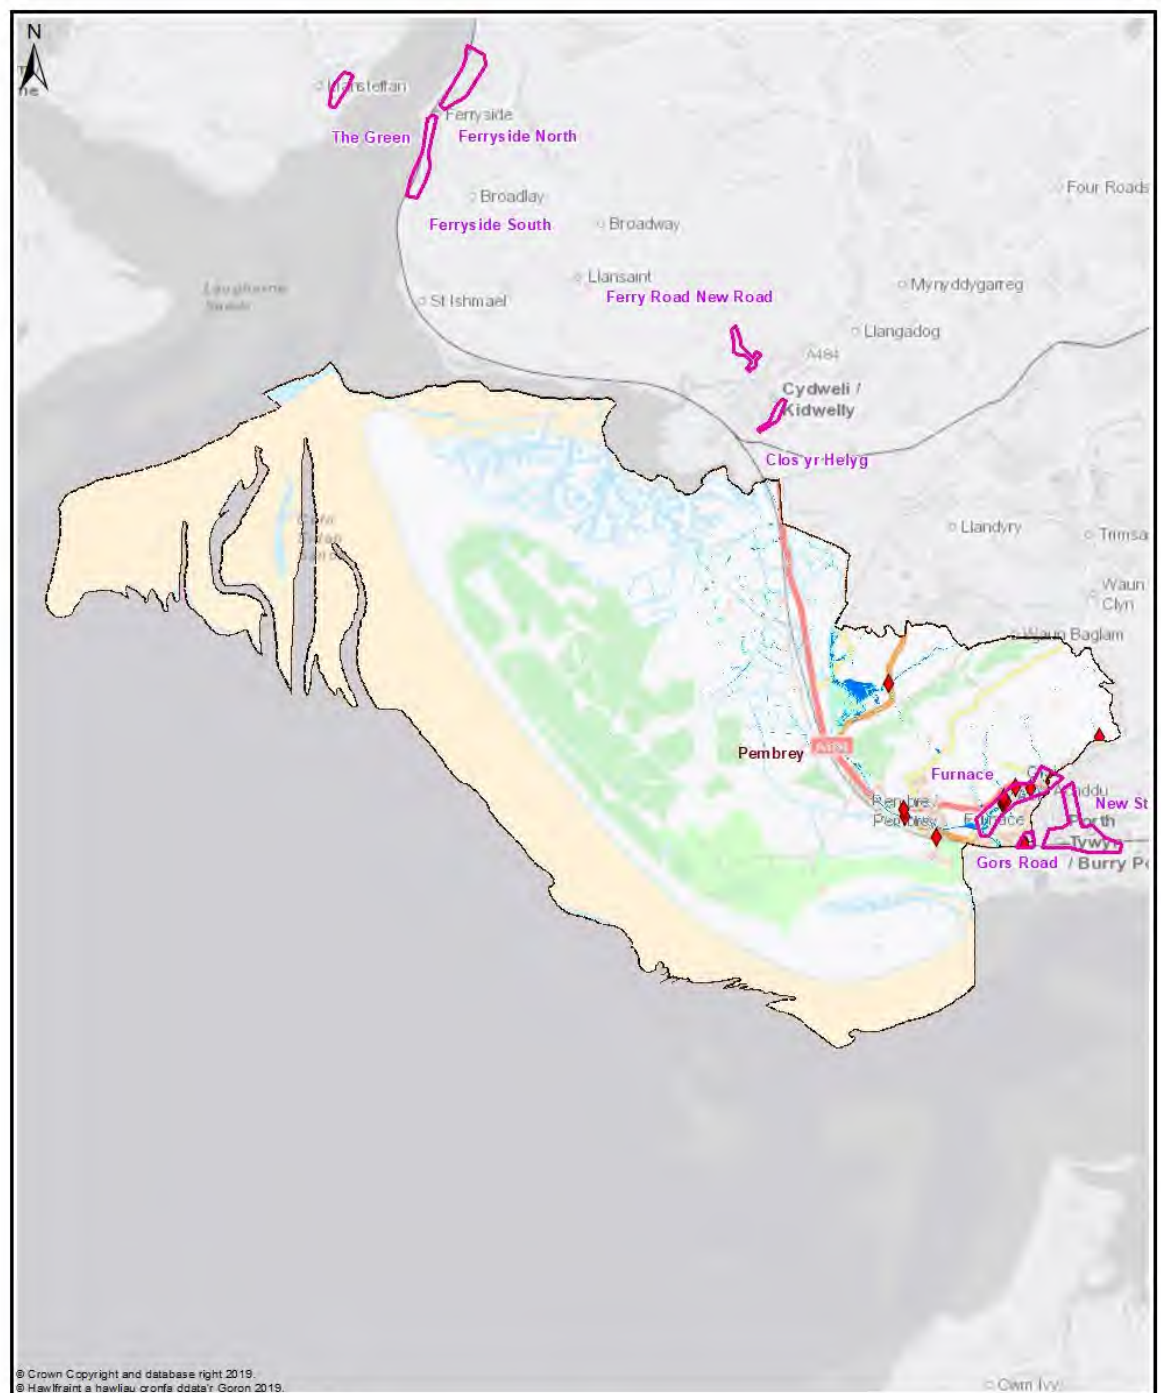 N
The Green
Ferryside
Ferryside North
Broadlay
Four Roads
Ferryside South
Broadway
Llansaint
Mynyddygarreg
Ferry Road New Road
St Ishmael
Llangadog
A484
Cydweli /
Kidwelly
Clos yr Helyg
Llandyry
Trimsa
Waun
Clyn
Waun Baglam
Pembrey
Furnace
New St
Pembrey
Furnace
Porth
Tywyn
Gors Road
/ Burry Po
Cwm Ivy
© Crown Copyright and database right 2019.
© Hawlfraint a hawliau cronfa ddata'r Goron 2019.